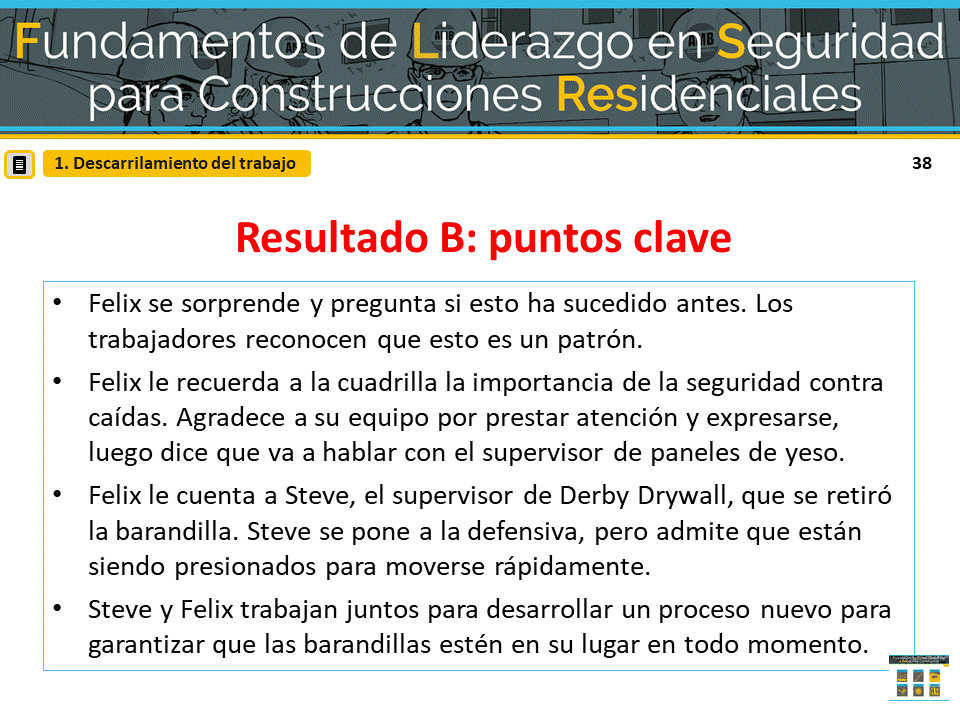 Fundamentos de Liderazgo en Seguridad
para Construcciones Residenciales
1. Descarrilamiento del trabajo
38
Resultado B: puntos clave
• Felix se sorprende y pregunta si esto ha sucedido antes. Los
trabajadores reconocen que esto es un patrón.
• Felix le recuerda a la cuadrilla la importancia de la seguridad contra
caídas. Agradece a su equipo por prestar atención y expresarse,
luego dice que va a hablar con el supervisor de paneles de yeso.
• Felix le cuenta a Steve, el supervisor de Derby Drywall, que se retiró
la barandilla. Steve se pone a la defensiva, pero admite que están
siendo presionados para moverse rápidamente.
• Steve y Felix trabajan juntos para desarrollar un proceso nuevo para
garantizar que las barandillas estén en su lugar en todo momento.